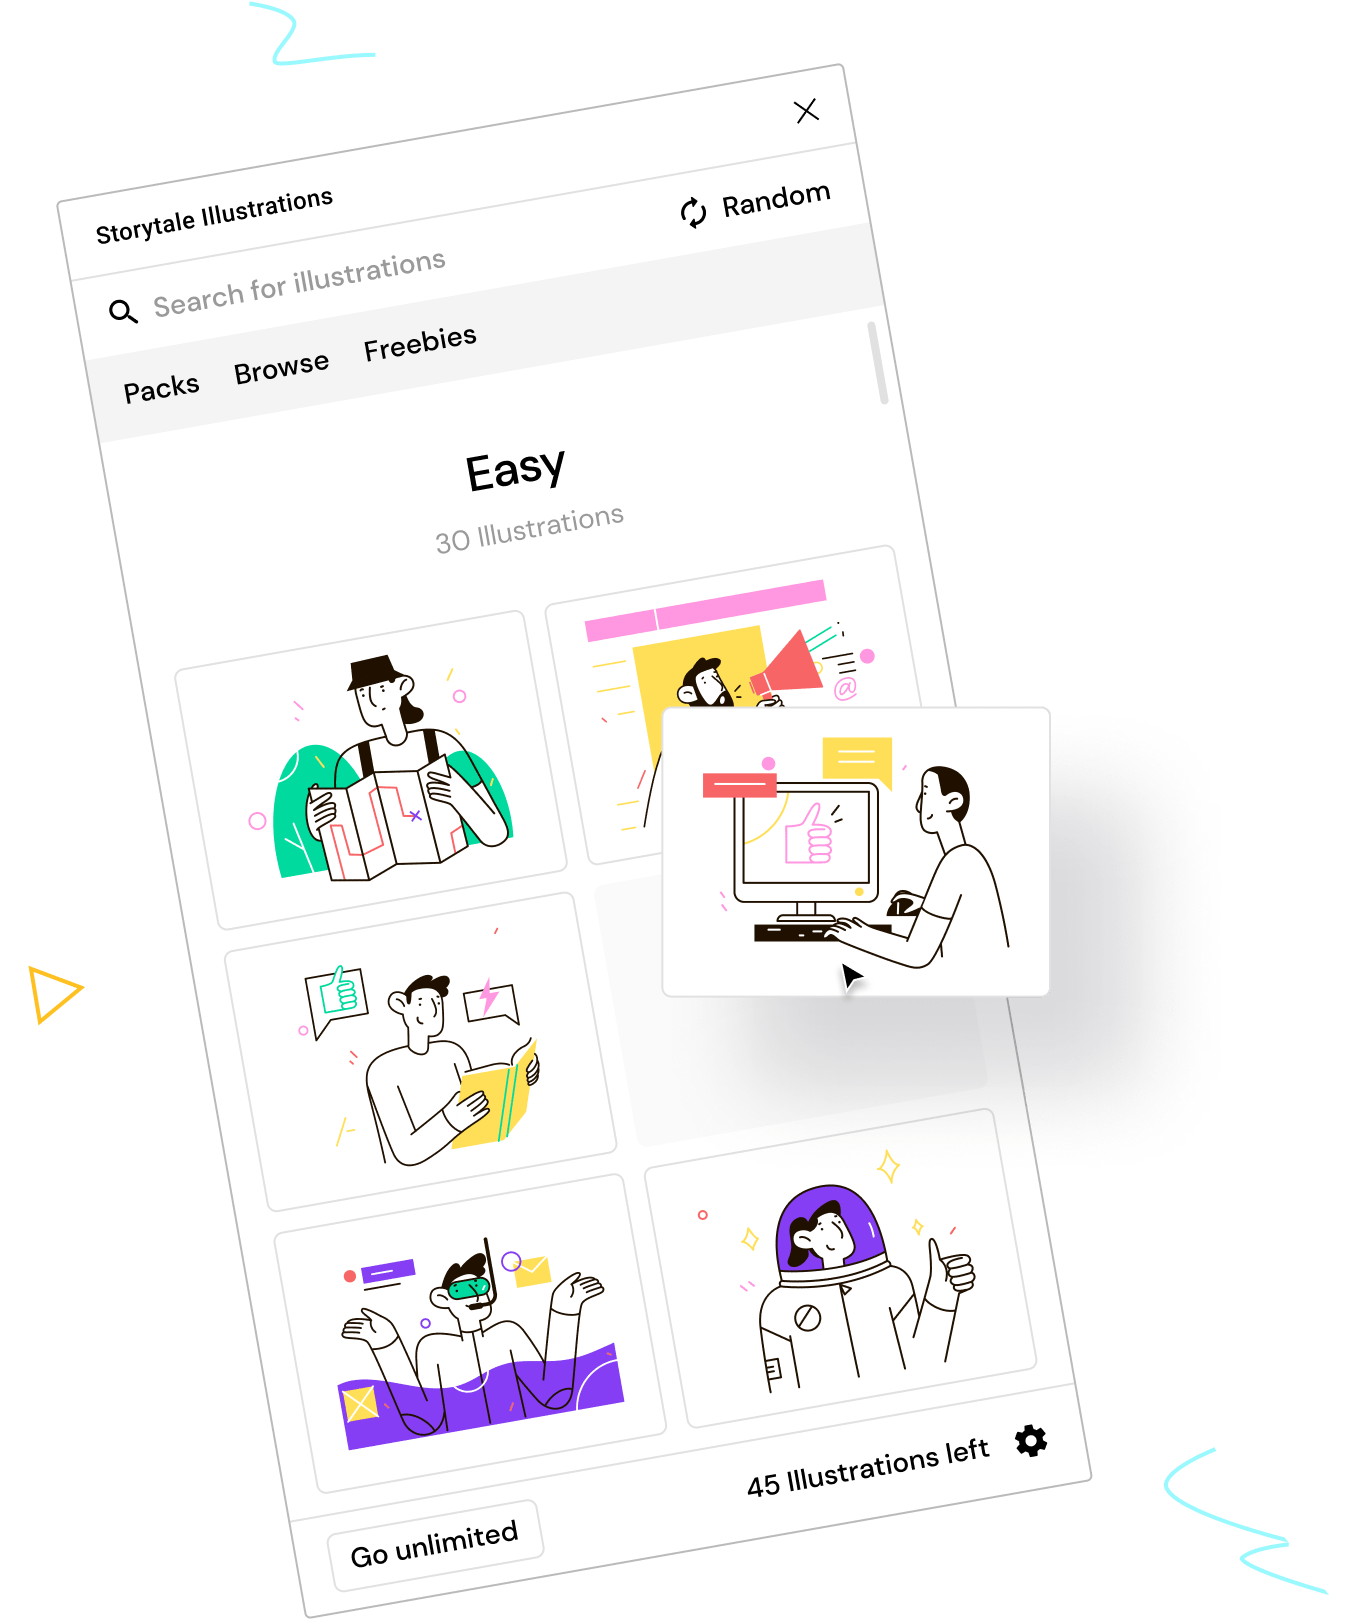 Storytale Illustrations
Search for illustrations
Random
Packs
Browse
Freebies
Easy
30 Illustrations
@
45 Illustrations left
Go unlimited